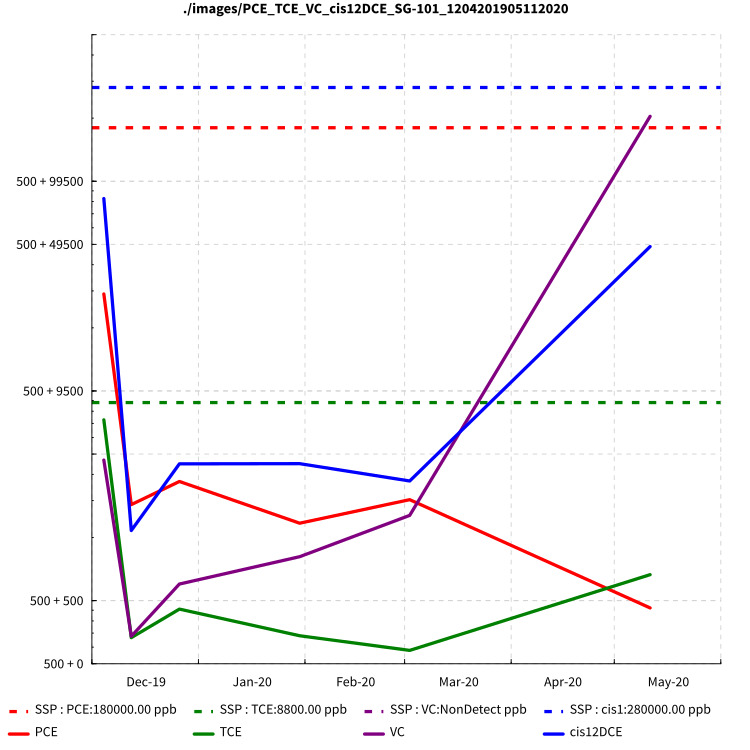 ./images/PCE_TCE_VC_cis12DCE_SG-101_1204201905112020
500 + 99500
500 + 49500
500 + 9500
500 + 500
500 + 0
Dec-19 Jan-20 Feb-20 Mar-20 Apr-20 May-20
SSP : PCE:180000.00 ppb SSP : TCE:8800.00 ppb SSP : VC:NonDetect ppb SSP : cis1:280000.00 ppb
PCE TCE VC cis12DCE